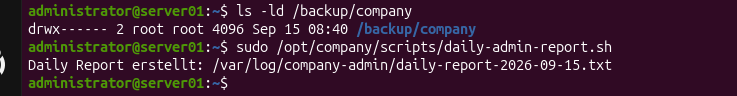 administrator@server01:~$ ls -ld /backup/company
drwx------ 2 root root 4096 Sep 15 08:40 /backup/company
administrator@server01:~$ sudo /opt/company/scripts/daily-admin-report.sh
Daily Report erstellt: /var/log/company-admin/daily-report-2026-09-15.txt
administrator@server01:~$